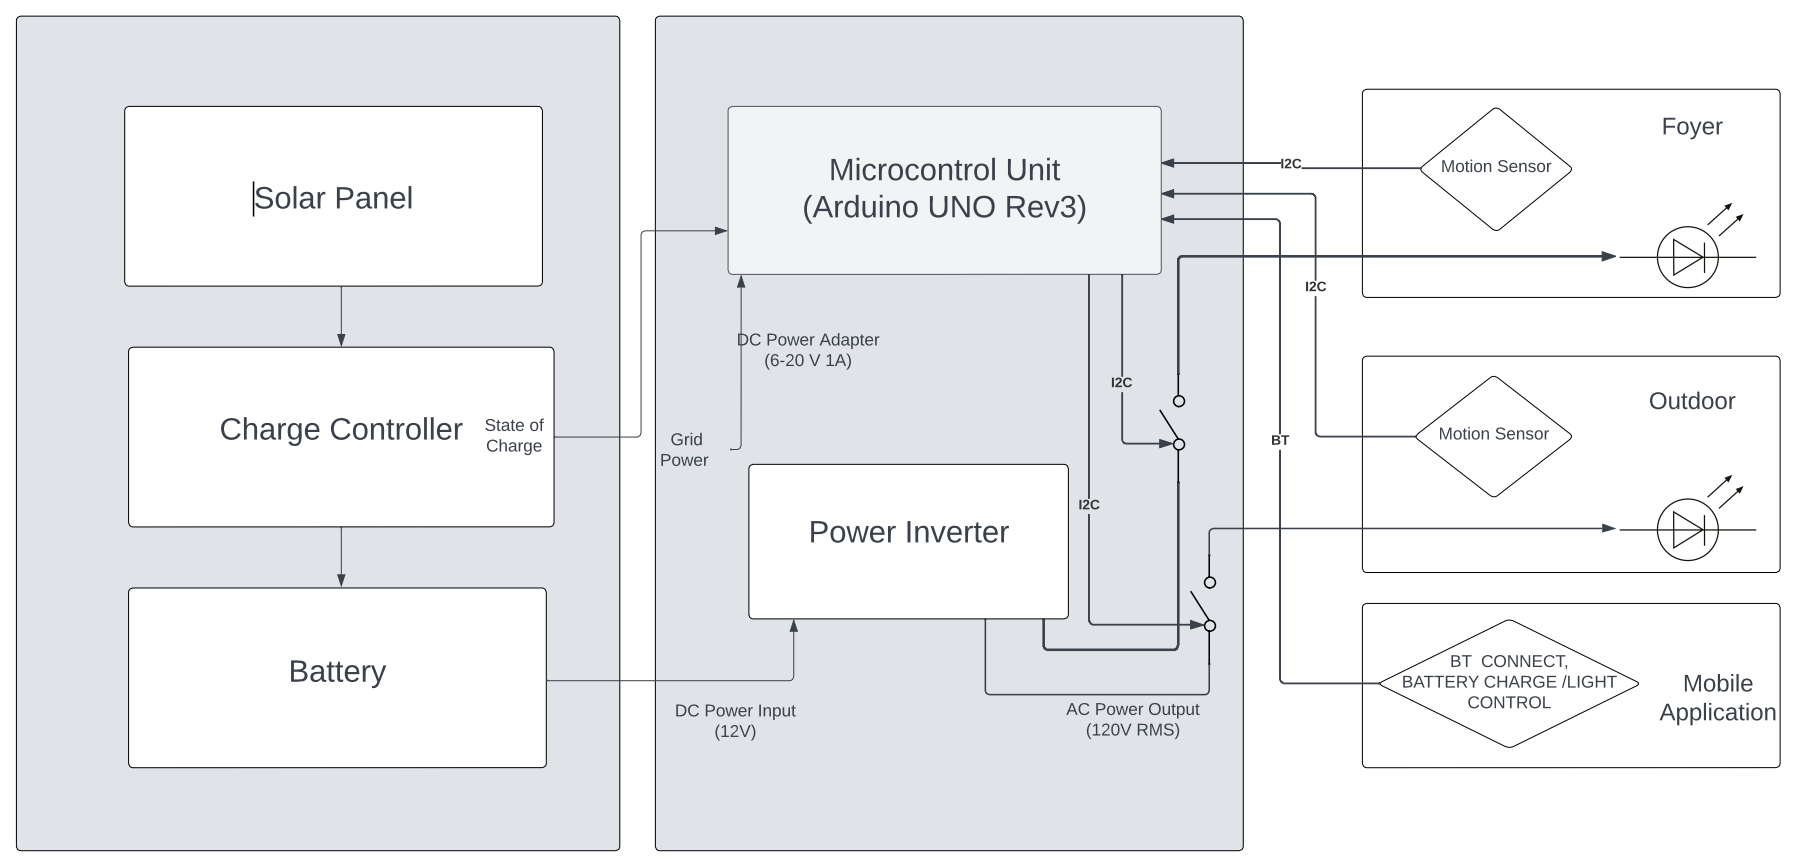 Solar Panel
Charge Controller
State of
Charge
Battery
Microcontrol Unit
(Arduino UNO Rev3)
DC Power Adapter
(6-20 V 1A)
Grid
Power
Power Inverter
DC Power Input
(12V)
AC Power Output
(120V RMS)
I2C
I2C
I2C
I2C
BT
Foyer
Motion Sensor
Outdoor
Motion Sensor
BT  CONNECT,
BATTERY CHARGE /LIGHT
CONTROL
Mobile
Application